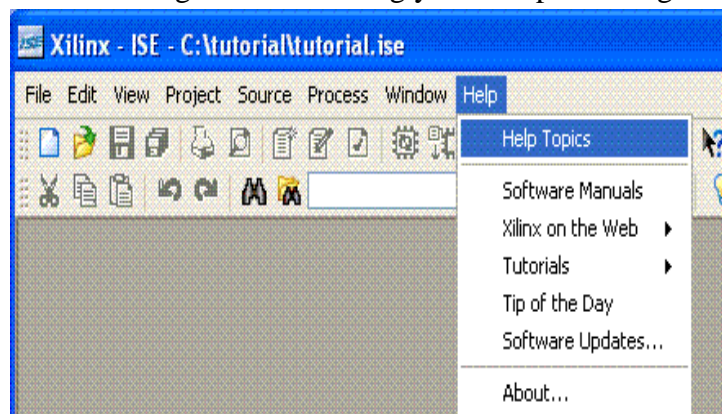 Xilinx - ISE - C:\tutorial\tutorial.ise
File Edit View Project Source Process Window Help
Help Topics
Software Manuals
Xilinx on the Web
Tutorials
Tip of the Day
Software Updates...
About...